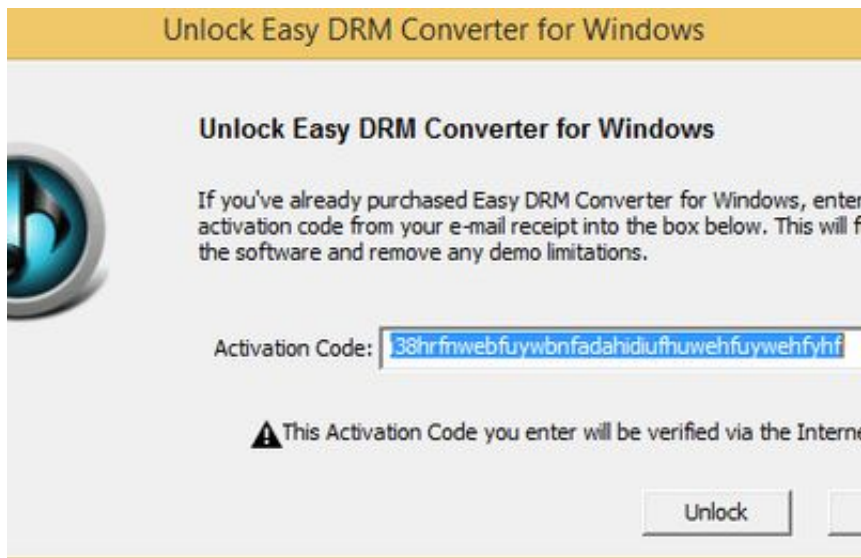 Unlock Easy DRM Converter for Windows
Unlock Easy DRM Converter for Windows
If you've already purchased Easy DRM Converter for Windows, enter
activation code from your e-mail receipt into the box below. This will f
the software and remove any demo limitations.
Activation Code: 38hrfnwebfuywbnfadahidiufhuwehfuywehfyhf
This Activation Code you enter will be verified via the Interne
Unlock